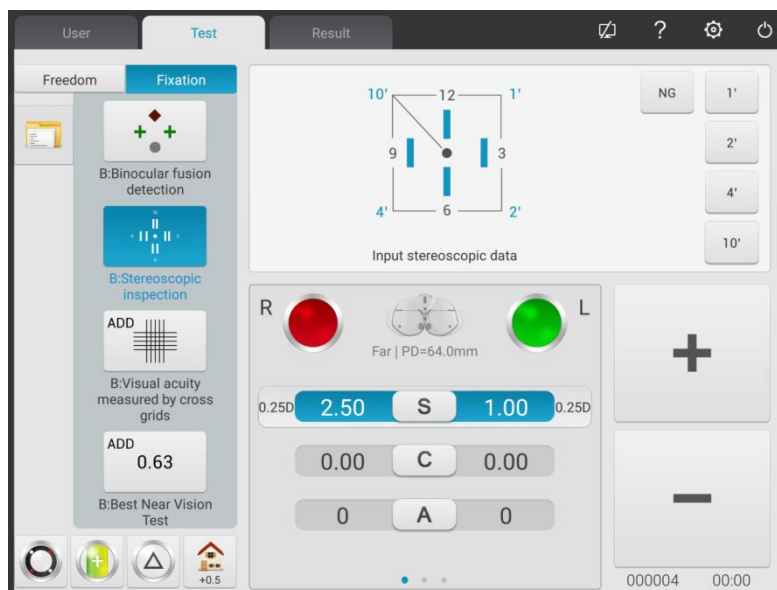 User
Test
Result
?
Freedom
Fixation
B:Binocular fusion
detection
B:Stereoscopic
inspection
ADD
B:Visual acuity
measured by cross
grids
ADD
0.63
B:Best Near Vision
Test
+0.5
10' 12 1'
9 3
4' 6 2'
Input stereoscopic data
NG
1'
2'
4'
10'
R
L
Far | PD=64.0mm
0.25D 2.50 S 1.00 0.25D
0.00 C 0.00
0 A 0
+
−
000004 00:00